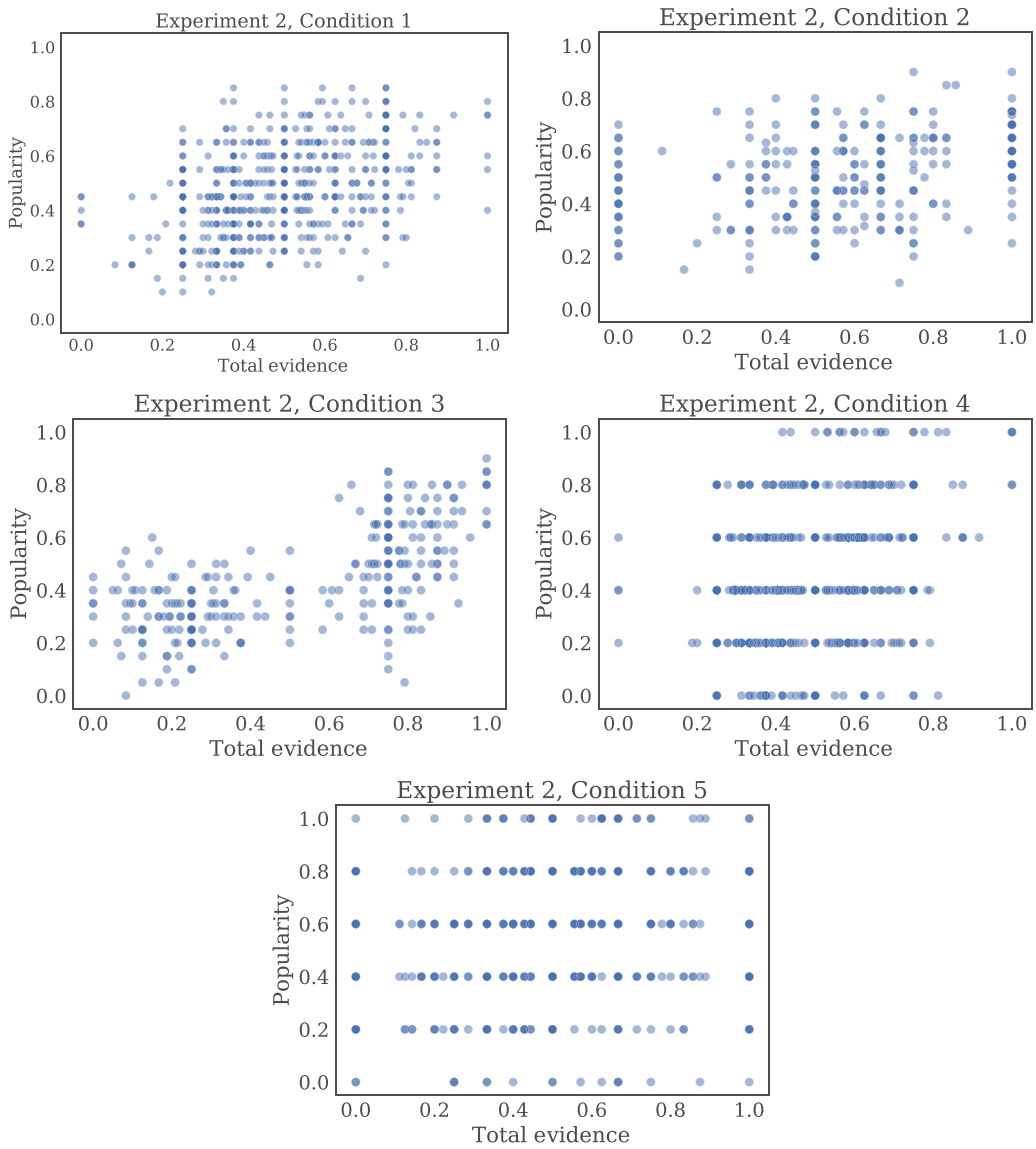 Experiment 2, Condition 1
Popularity
1.0
0.8
0.6
0.4
0.2
0.0
0.0 0.2 0.4 0.6 0.8 1.0
Total evidence
Experiment 2, Condition 2
Popularity
1.0
0.8
0.6
0.4
0.2
0.0
0.0 0.2 0.4 0.6 0.8 1.0
Total evidence
Experiment 2, Condition 3
Popularity
1.0
0.8
0.6
0.4
0.2
0.0
0.0 0.2 0.4 0.6 0.8 1.0
Total evidence
Experiment 2, Condition 4
Popularity
1.0
0.8
0.6
0.4
0.2
0.0
0.0 0.2 0.4 0.6 0.8 1.0
Total evidence
Experiment 2, Condition 5
Popularity
1.0
0.8
0.6
0.4
0.2
0.0
0.0 0.2 0.4 0.6 0.8 1.0
Total evidence